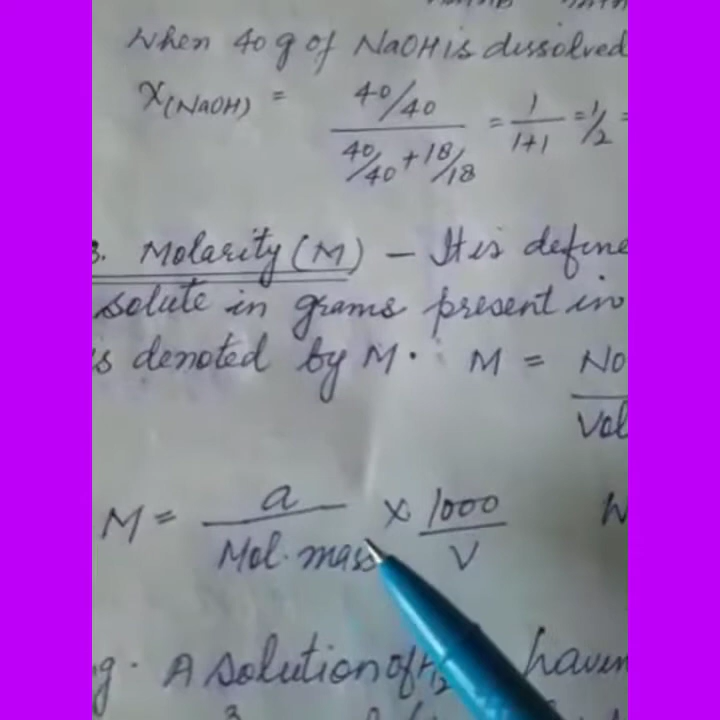 When 40 g of NaOH is dissolved
X(NaOH) = 40/40 / 40/40 + 18/18 = 1/1+1 = 1/2 =
3. Molarity (M) – It is define
solute in grams present in
is denoted by M. M = No
Vol
M = a / Mol. mass × 1000 / V
g. A solution of H2 havin